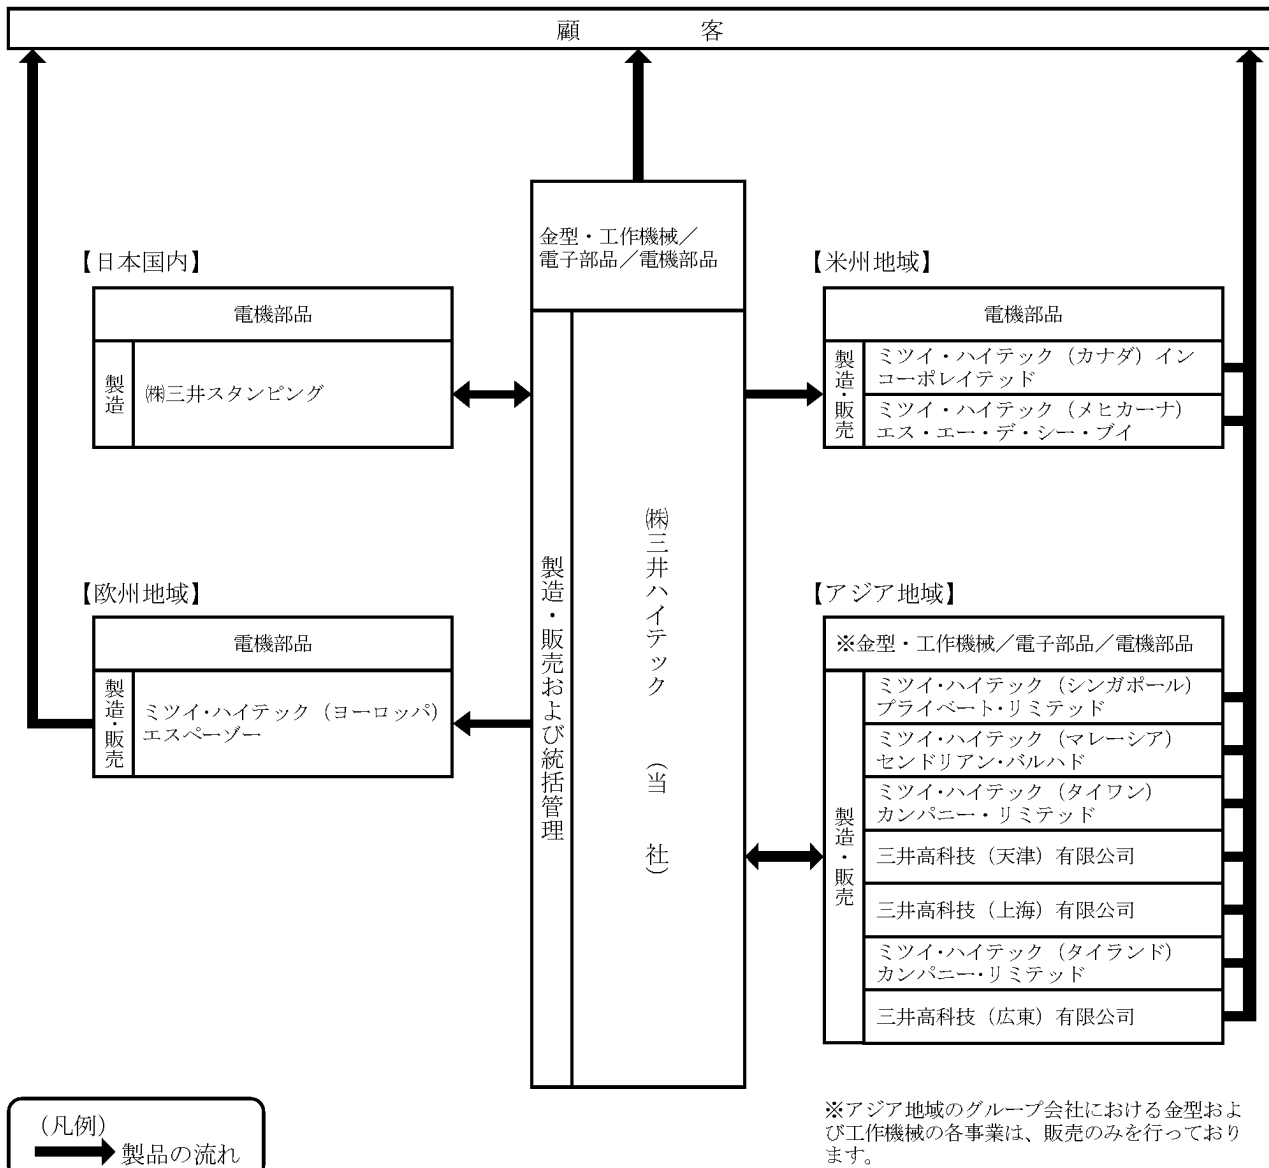 顧　客
金型・工作機械／
電子部品／電機部品
製造・販売および統括管理
㈱三井ハイテック　（当　社）
【日本国内】
電機部品
製造
㈱三井スタンピング
【欧州地域】
電機部品
製造・販売
ミツイ・ハイテック（ヨーロッパ）
エスペーゾー
【米州地域】
電機部品
製造・販売
ミツイ・ハイテック（カナダ）イン
コーポレイテッド
ミツイ・ハイテック（メヒカーナ）
エス・エー・デ・シー・ブイ
【アジア地域】
※金型・工作機械／電子部品／電機部品
製造・販売
ミツイ・ハイテック（シンガポール）
プライベート・リミテッド
ミツイ・ハイテック（マレーシア）
センドリアン・バルハド
ミツイ・ハイテック（タイワン）
カンパニー・リミテッド
三井高科技（天津）有限公司
三井高科技（上海）有限公司
ミツイ・ハイテック（タイランド）
カンパニー・リミテッド
三井高科技（広東）有限公司
（凡例）
製品の流れ
※アジア地域のグループ会社における金型およ
び工作機械の各事業は、販売のみを行っており
ます。